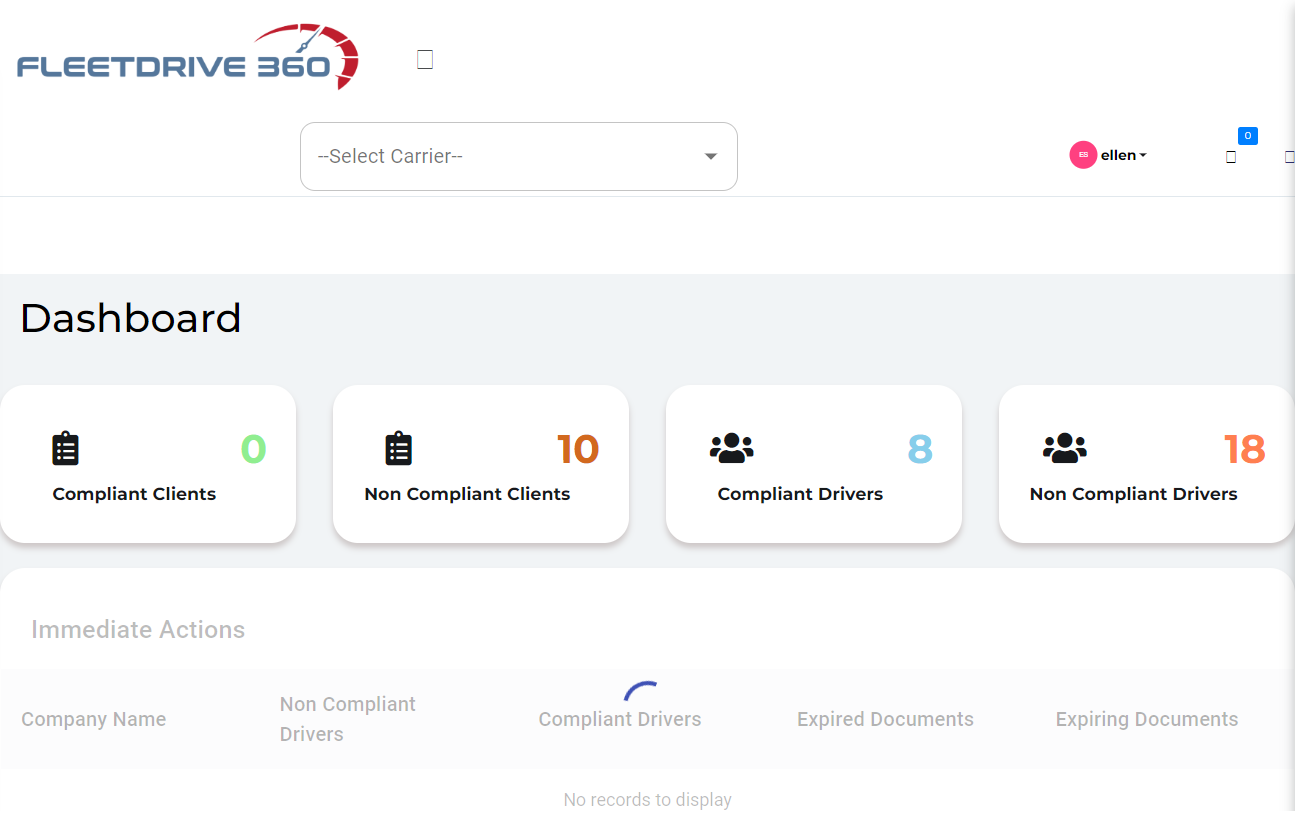 FLEETDRIVE 360
--Select Carrier--
0
EB ellen
Dashboard
0
Compliant Clients
10
Non Compliant Clients
8
Compliant Drivers
18
Non Compliant Drivers
Immediate Actions
Company Name
Non Compliant
Drivers
Compliant Drivers
Expired Documents
Expiring Documents
No records to display